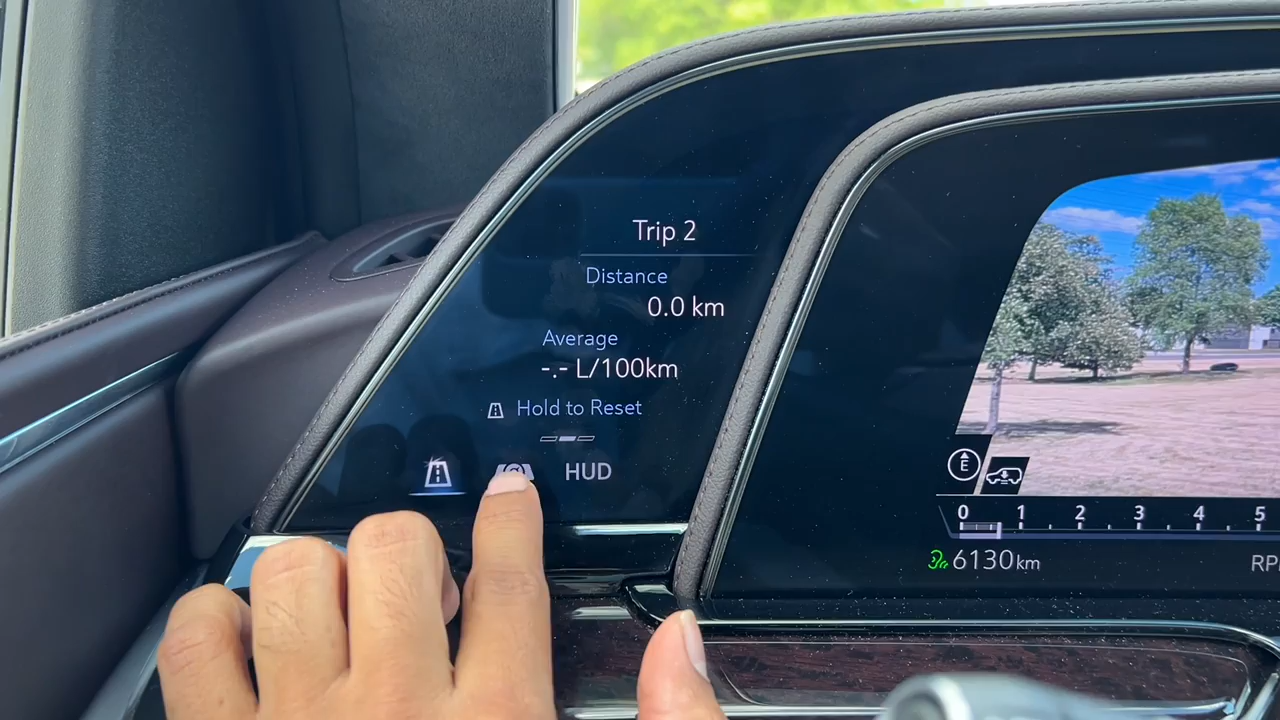 Trip 2
Distance
0.0 km
Average
-.- L/100km
Hold to Reset
HUD
E
0 1 2 3 4 5
6130 km